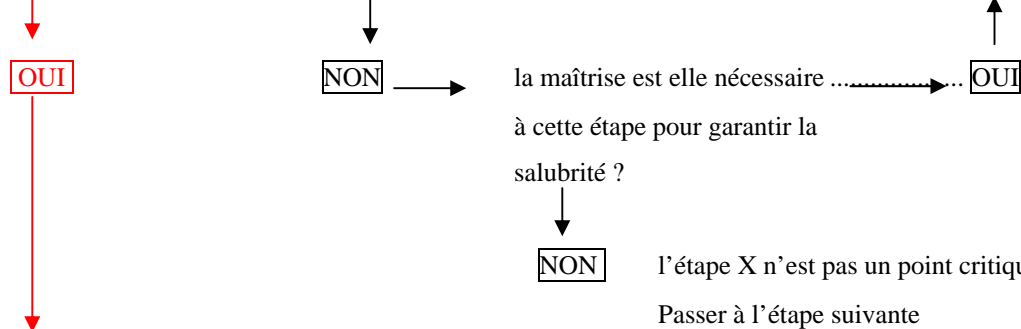 OUI NON la maîtrise est elle nécessaire ..................... OUI
à cette étape pour garantir la
salubrité ?
NON l'étape X n'est pas un point
Passer à l'étape suivante